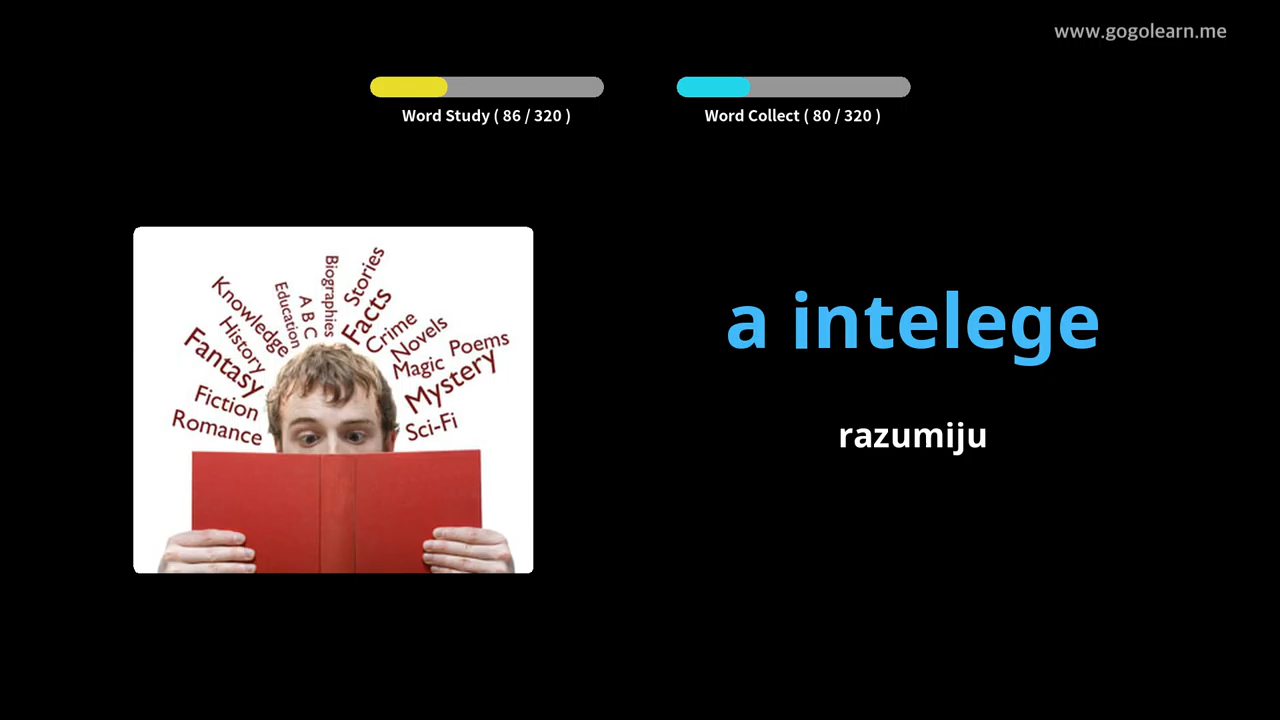 www.gogolearn.me
Word Study ( 86 / 320 )
Word Collect ( 80 / 320 )
Knowledge
Education
A B C
Biographies
Stories
Facts
Crime
Novels
Poems
Magic
Mystery
Sci-Fi
History
Fantasy
Fiction
Romance
a intelege
razumiju